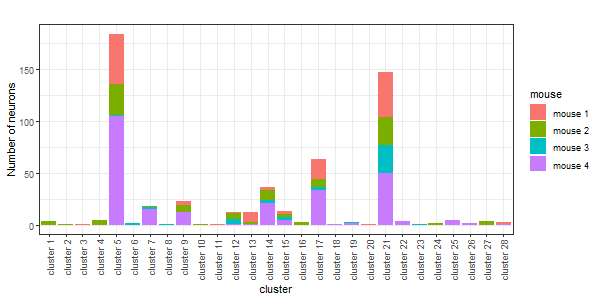 Number of neurons
150
100
50
0
cluster 1
cluster 2
cluster 3
cluster 4
cluster 5
cluster 6
cluster 7
cluster 8
cluster 9
cluster 10
cluster 11
cluster 12
cluster 13
cluster 14
cluster 15
cluster 16
cluster 17
cluster 18
cluster 19
cluster 20
cluster 21
cluster 22
cluster 23
cluster 24
cluster 25
cluster 26
cluster 27
cluster 28
cluster
mouse
mouse 1
mouse 2
mouse 3
mouse 4